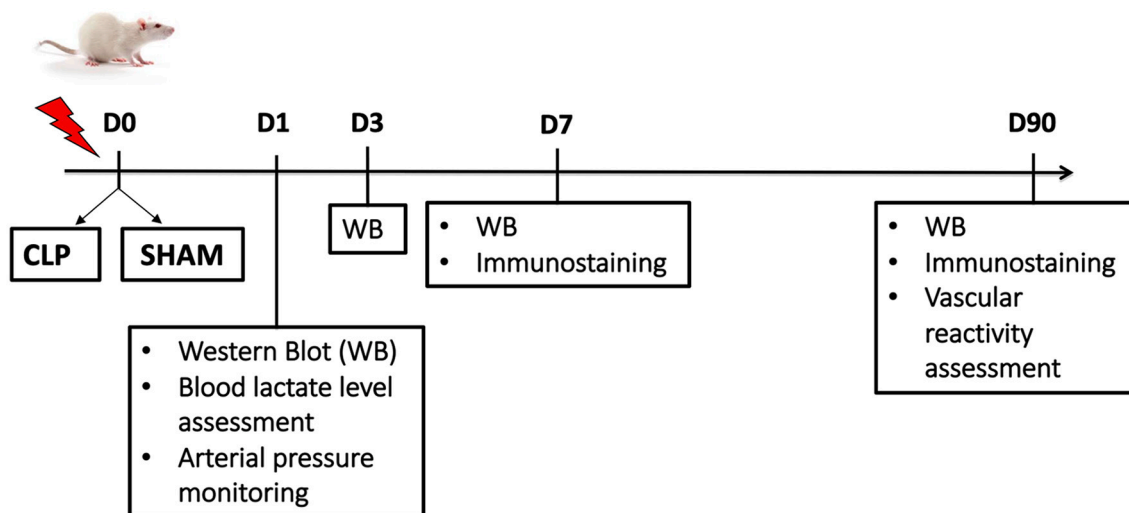 D0
D1
D3
D7
D90
CLP
SHAM
• Western Blot (WB)
• Blood lactate level
assessment
• Arterial pressure
monitoring
WB
• WB
• Immunostaining
• WB
• Immunostaining
• Vascular
reactivity
assessment